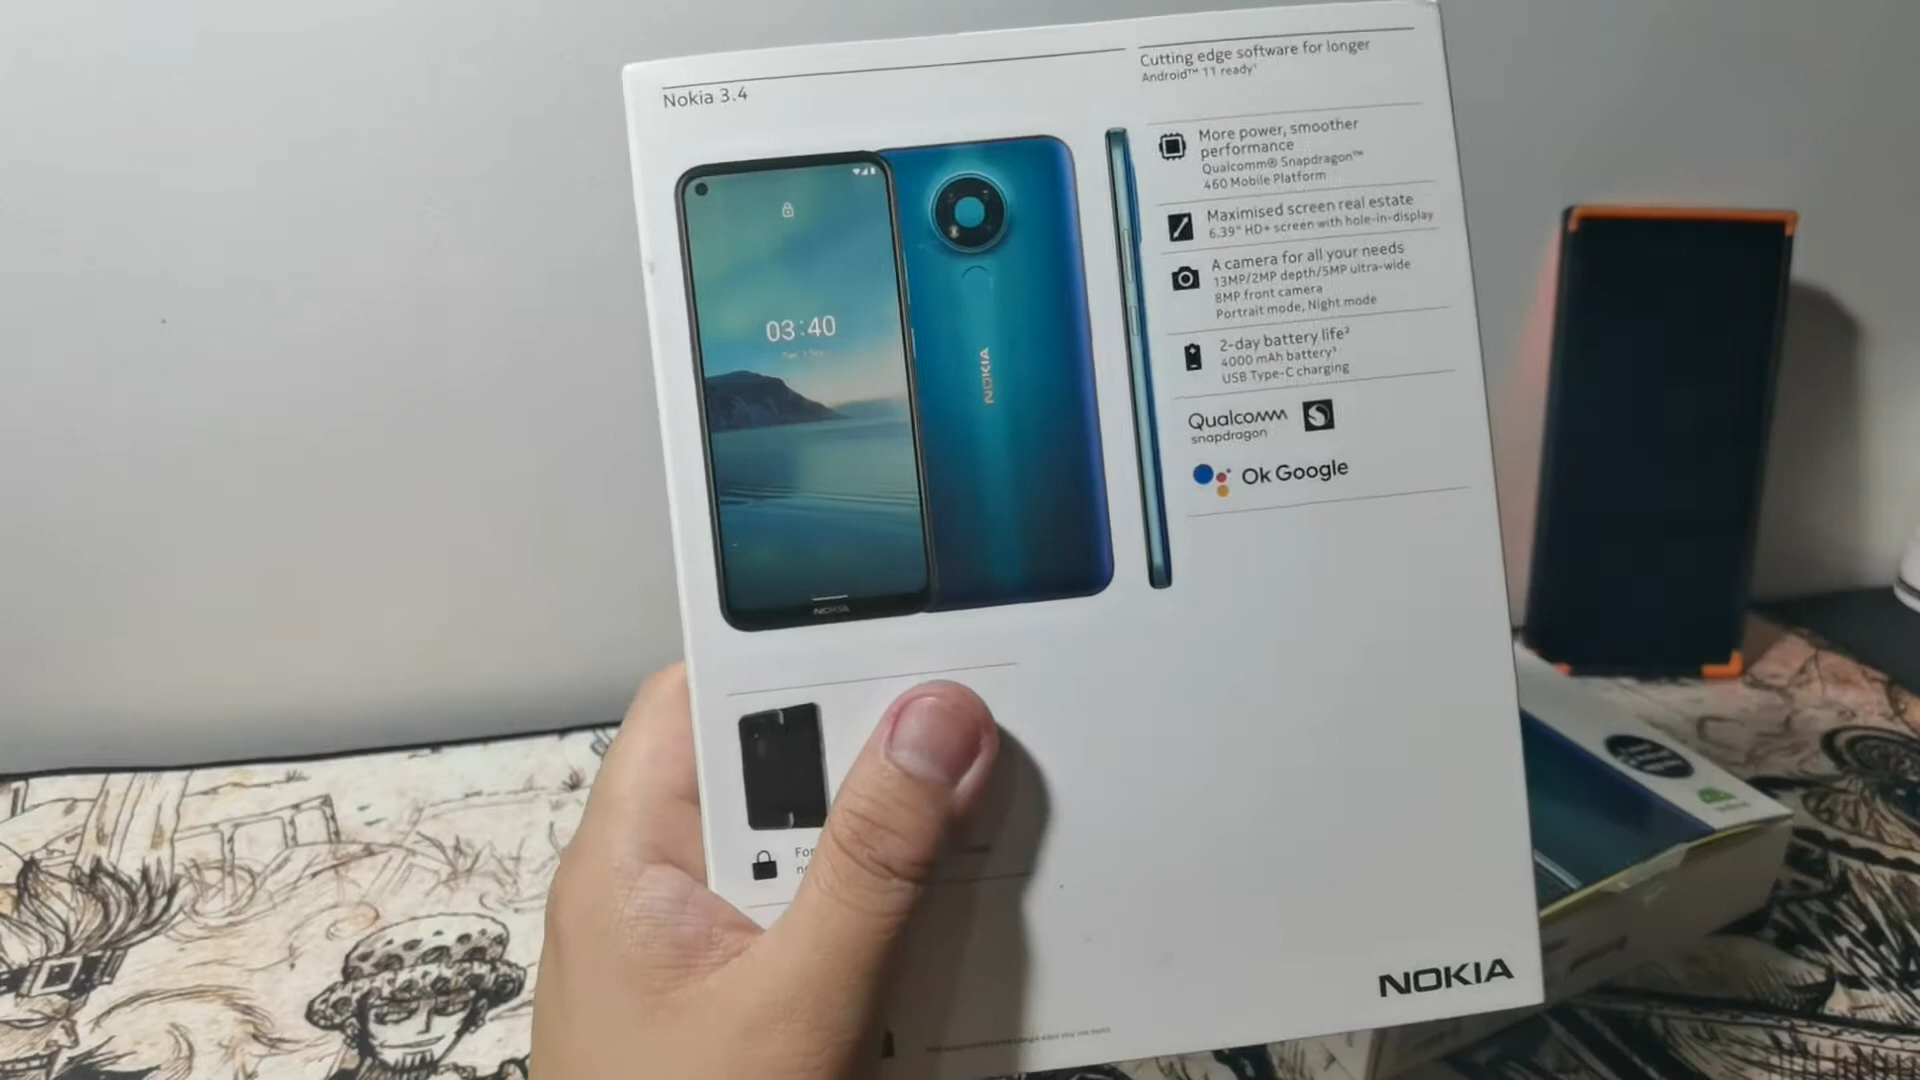 Nokia 3.4
Cutting edge software for longer
Android™ 11 ready¹
03:40
NOKIA
NOKIA
More power, smoother
performance
Qualcomm® Snapdragon™
460 Mobile Platform
Maximised screen real estate
6.39" HD+ screen with hole-in-display
A camera for all your needs
13MP/2MP depth/5MP ultra-wide
8MP front camera
Portrait mode, Night mode
2-day battery life²
4000 mAh battery³
USB Type-C charging
Qualcomm
snapdragon
Ok Google
NOKIA